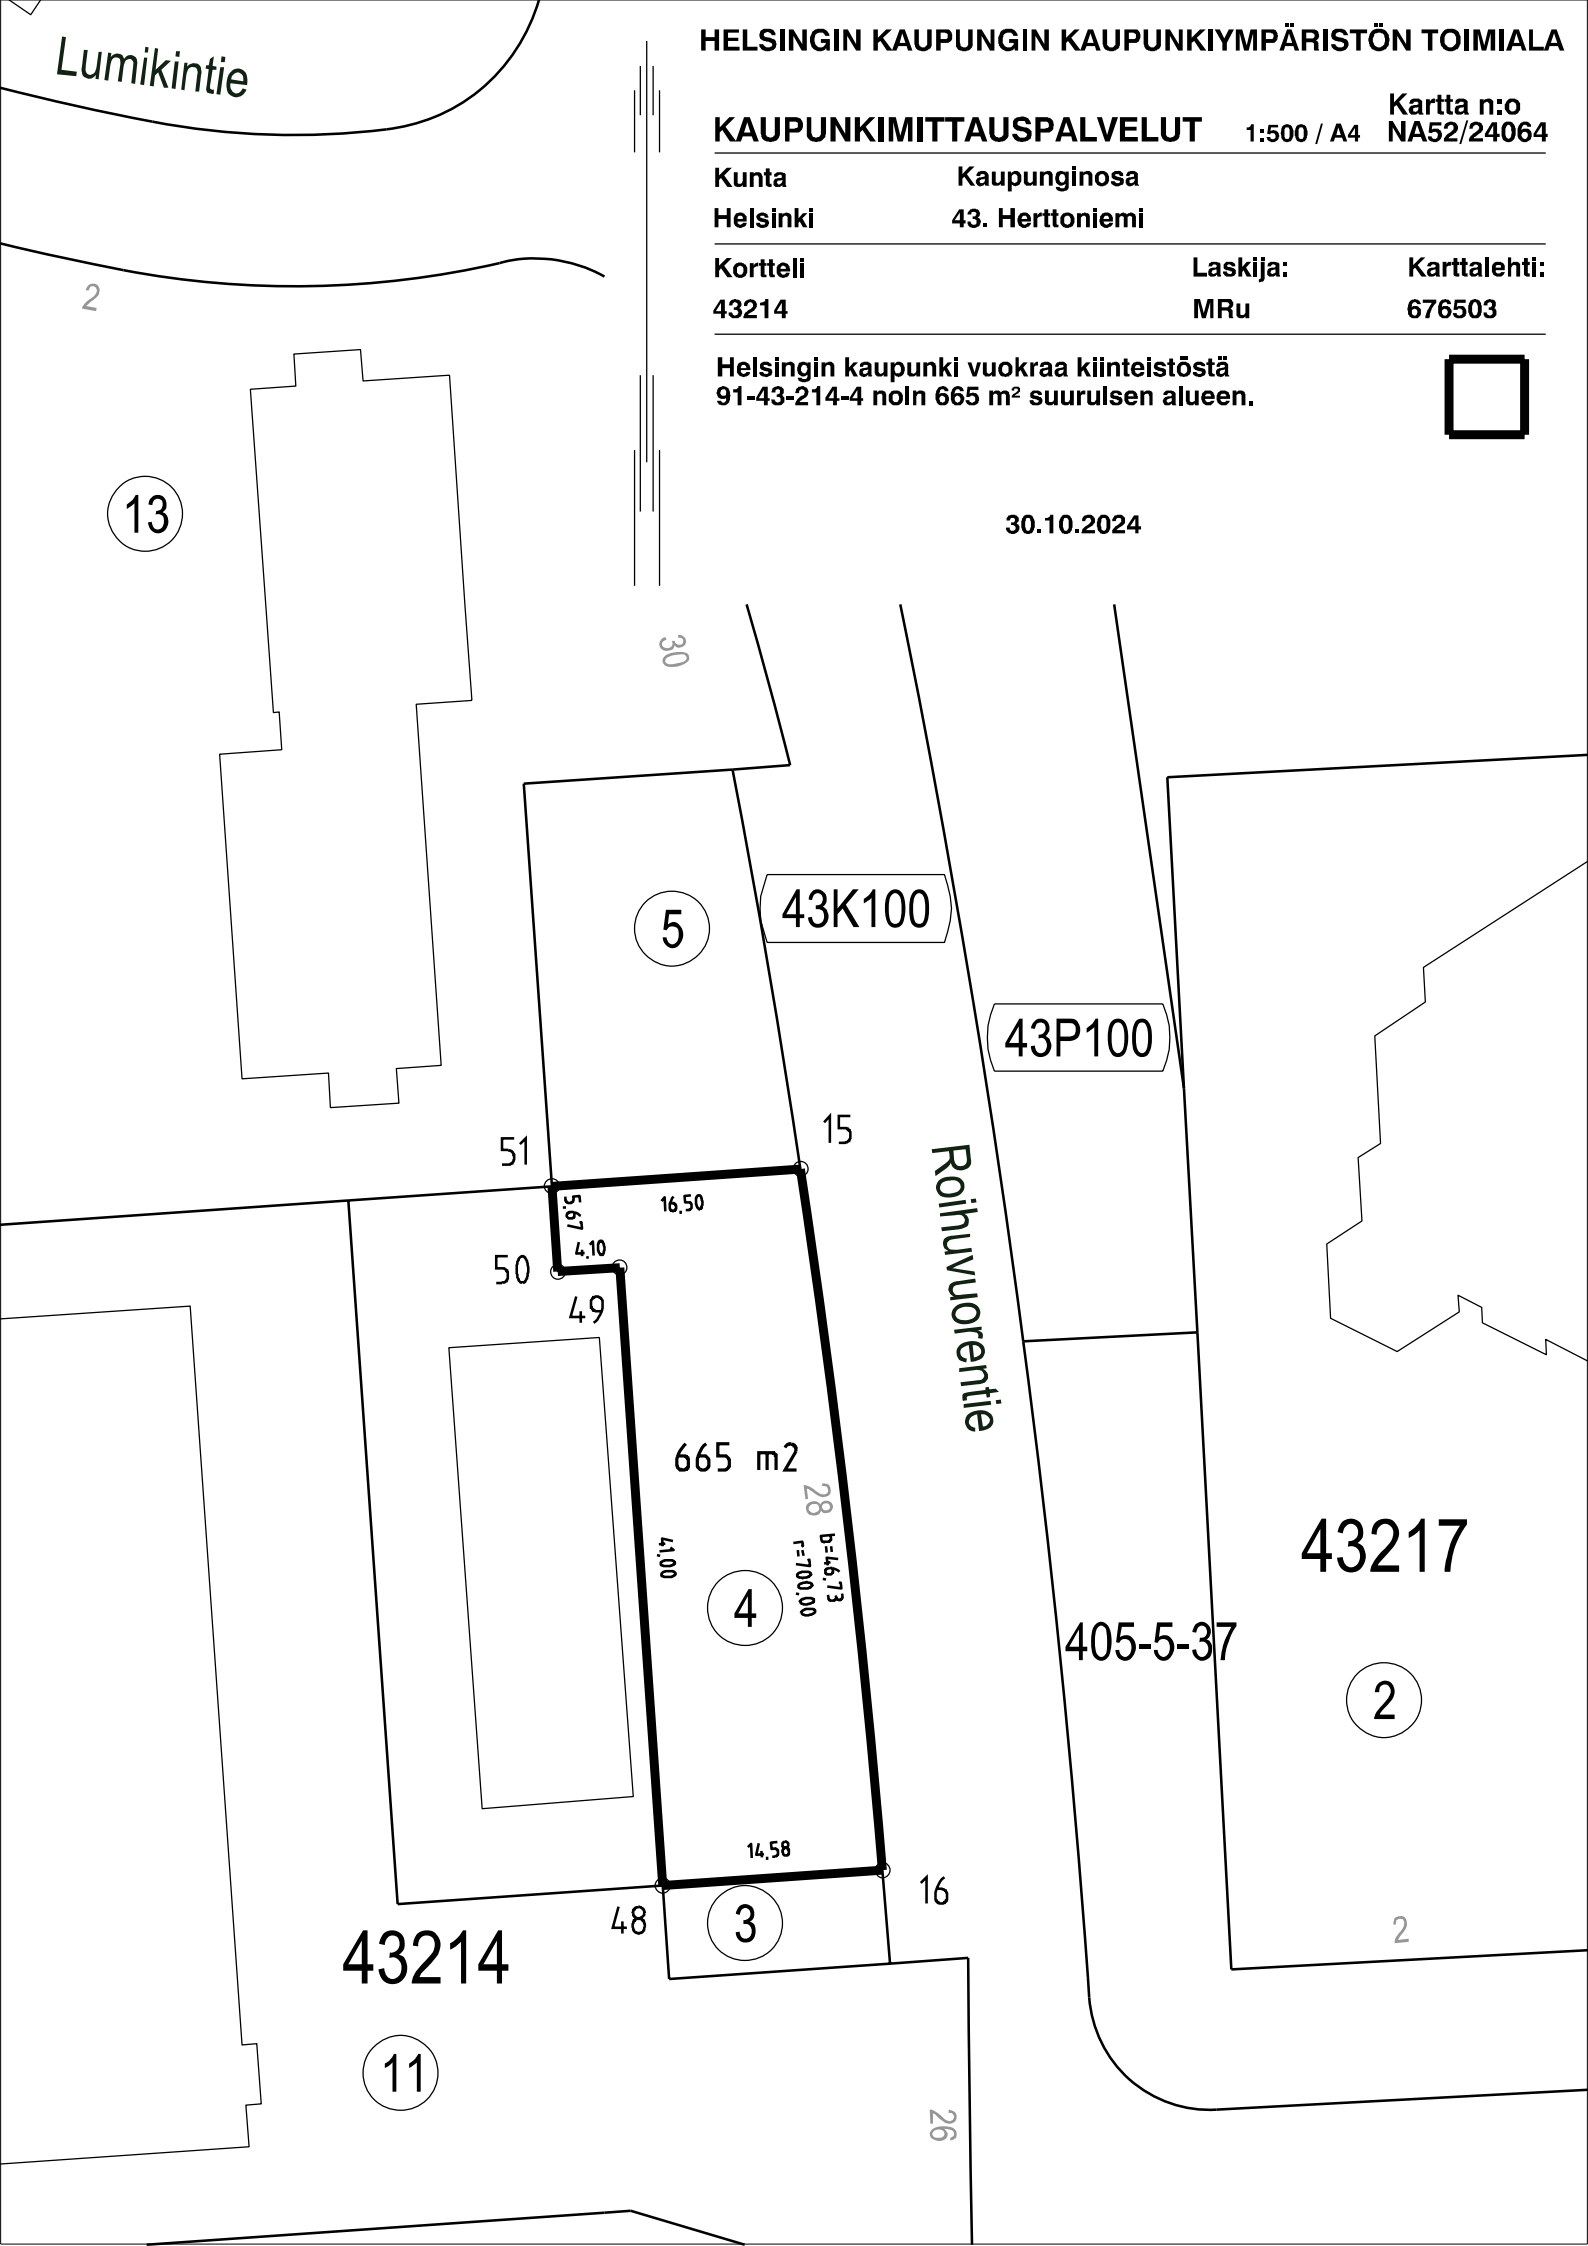 Lumikintie
HELSINGIN KAUPUNGIN KAUPUNKIYMPÄRISTÖN TOIMIALA
KAUPUNKIMITTAUSPALVELUT 1:500 / A4
Kartta n:o
NA52/24064
Kunta Kaupunginosa
Helsinki 43. Herttoniemi
Kortteli Laskija: Karttalehti:
43214 MRu 676503
Helsingin kaupunki vuokraa kiinteistöstä
91-43-214-4 noin 665 m² suuruisen alueen.
30.10.2024
2
13
30
5
43K100
43P100
15
51
5,67
16,50
4,10
50
49
Roihuvuorentie
665 m2
28
b=46,73
r=700,00
41,00
4
43217
405-5-37
2
14,58
16
48
3
43214
2
11
26